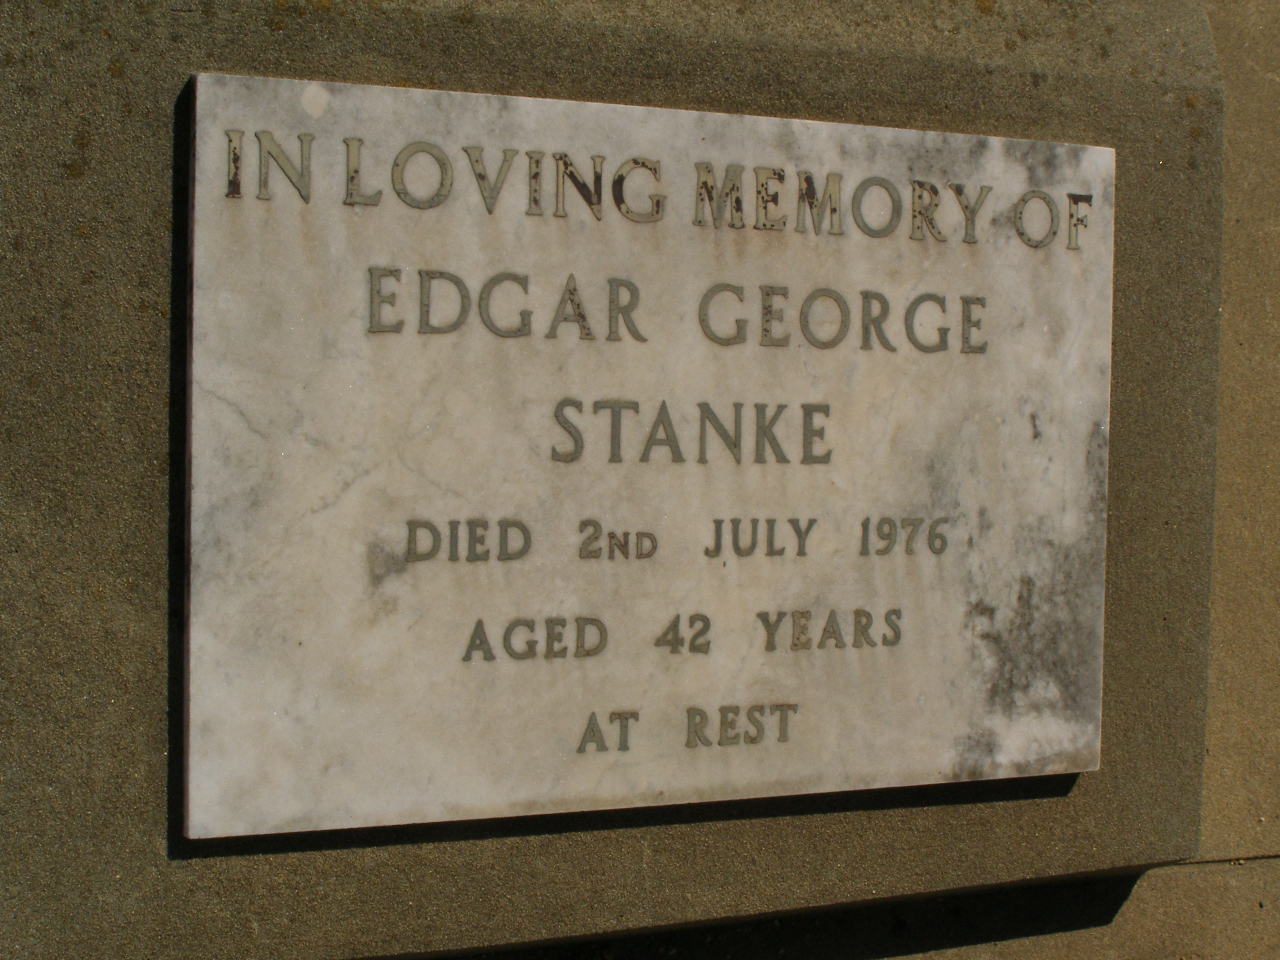 IN LOVING MEMORY OF
EDGAR GEORGE
STANKE
DIED 2ND JULY 1976
AGED 42 YEARS
AT REST